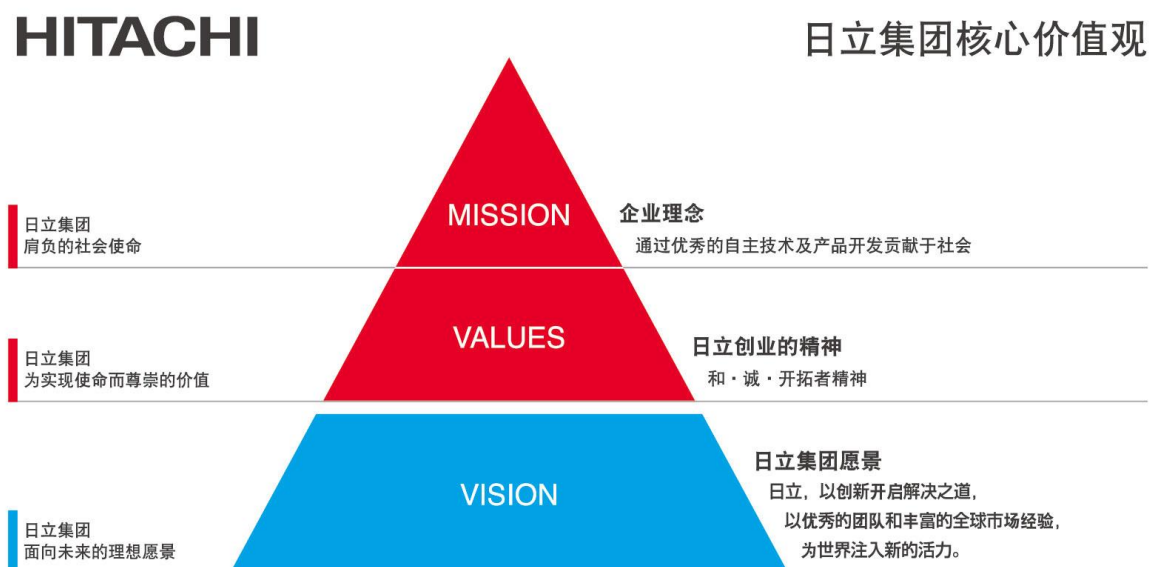 HITACHI
日立集团核心价值观
日立集团
肩负的社会使命
MISSION
企业理念
通过优秀的自主技术及产品开发贡献于社会
日立集团
为实现使命而尊崇的价值
VALUES
日立创业的精神
和·诚·开拓者精神
日立集团
面向未来的理想愿景
VISION
日立集团愿景
日立，以创新开启解决之道，
以优秀的团队和丰富的全球市场经验，
为世界注入新的活力。